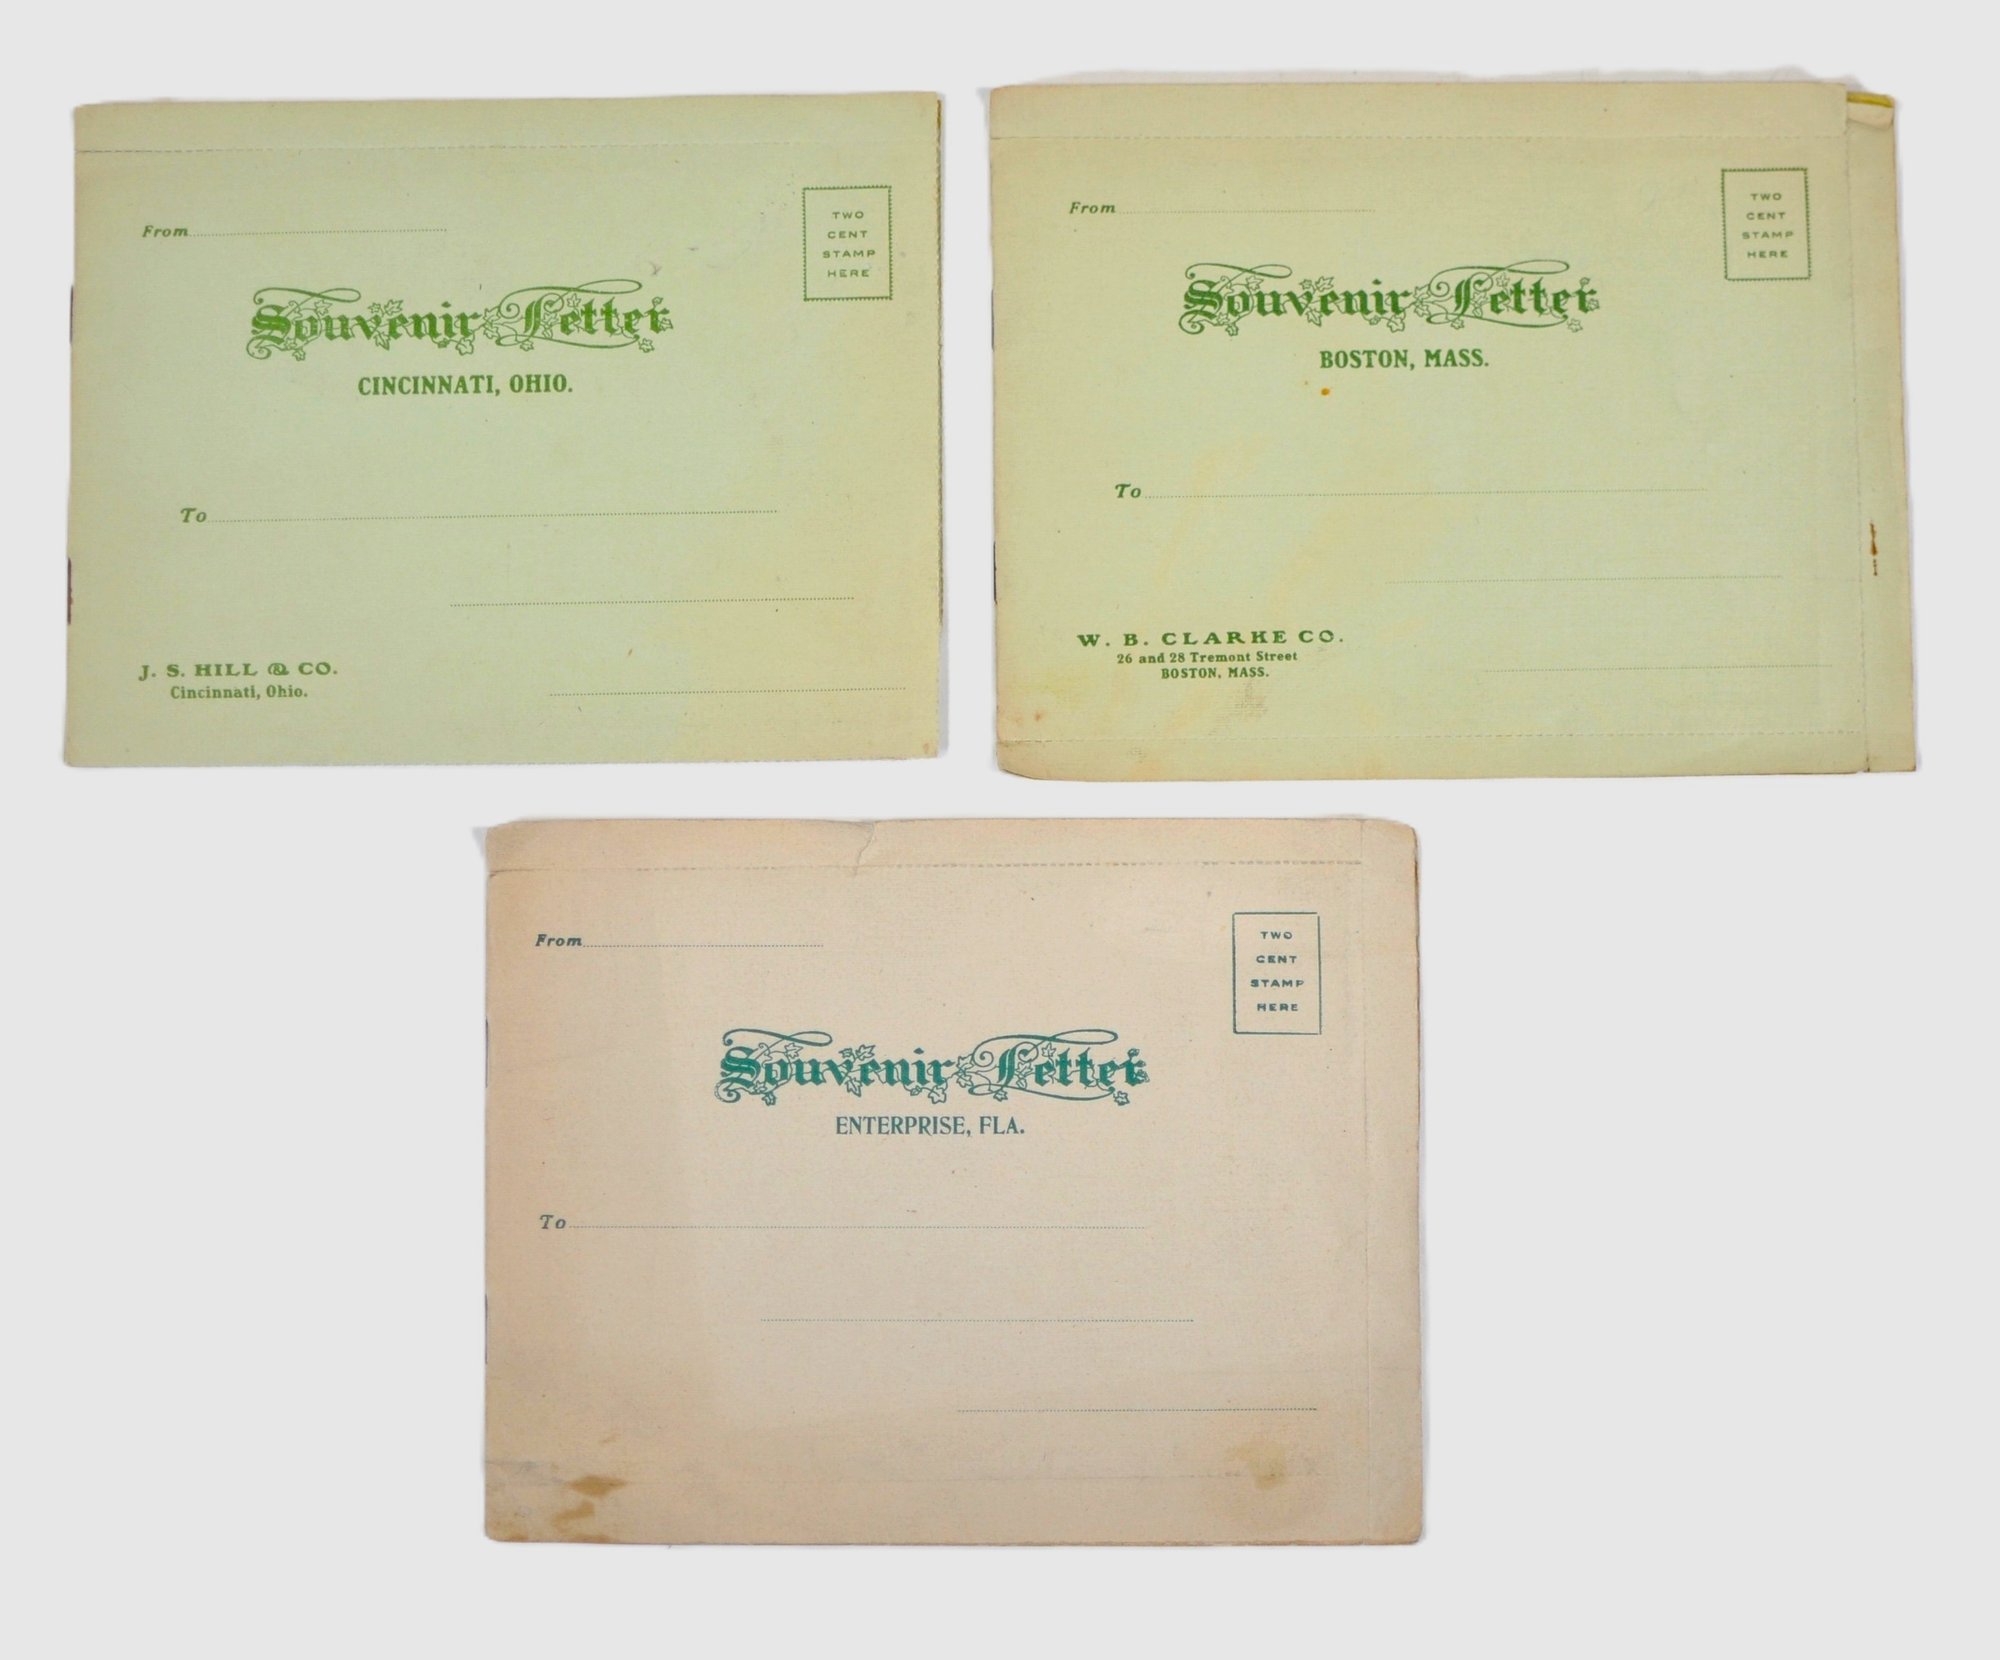 From
TWO
CENT
STAMP
HERE
Souvenir Letter
CINCINNATI, OHIO.
To
J. S. HILL & CO.
Cincinnati, Ohio.
From
TWO
CENT
STAMP
HERE
Souvenir Letter
BOSTON, MASS.
To
W. B. CLARKE CO.
26 and 28 Tremont Street
BOSTON, MASS.
From
TWO
CENT
STAMP
HERE
Souvenir Letter
ENTERPRISE, FLA.
To